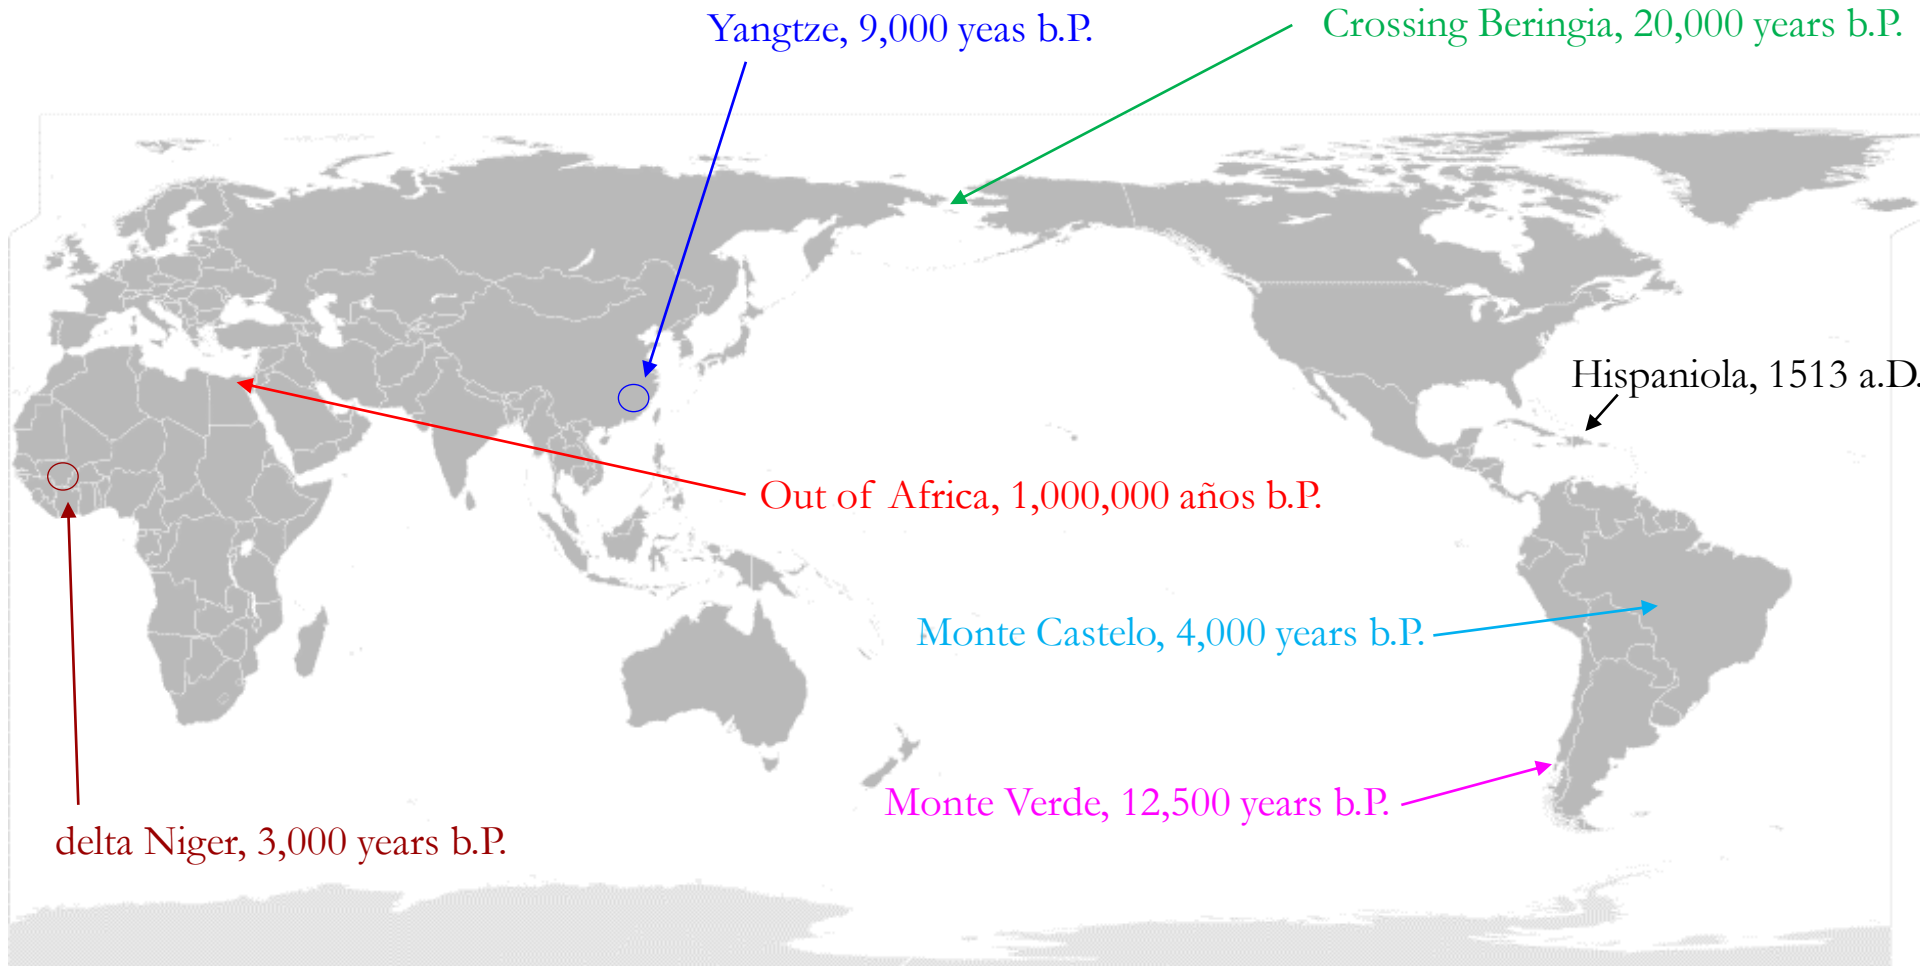 Yangtze, 9,000 yeas b.P.
Crossing Beringia, 20,000 years b.P.
Hispaniola, 1513 a.D.
Out of Africa, 1,000,000 años b.P.
Monte Castelo, 4,000 years b.P.
Monte Verde, 12,500 years b.P.
delta Niger, 3,000 years b.P.